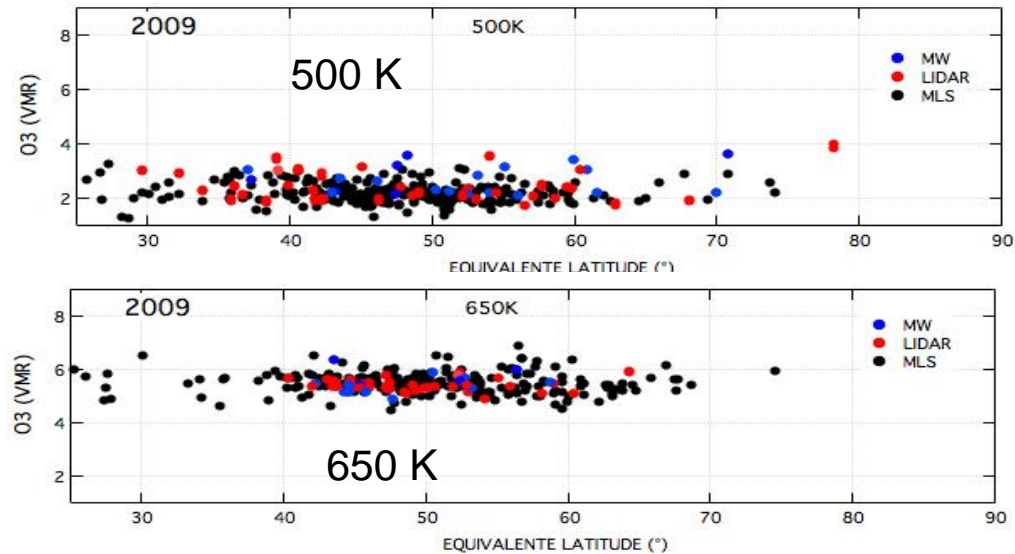 2009
500K
500 K
MW
LIDAR
MLS
O3 (VMR)
8
6
4
2
30
40
50
60
70
80
90
EQUIVALENTE LATITUDE (°)
2009
650K
MW
LIDAR
MLS
O3 (VMR)
8
6
4
2
650 K
30
40
50
60
70
80
90
EQUIVALENTE LATITUDE (°)